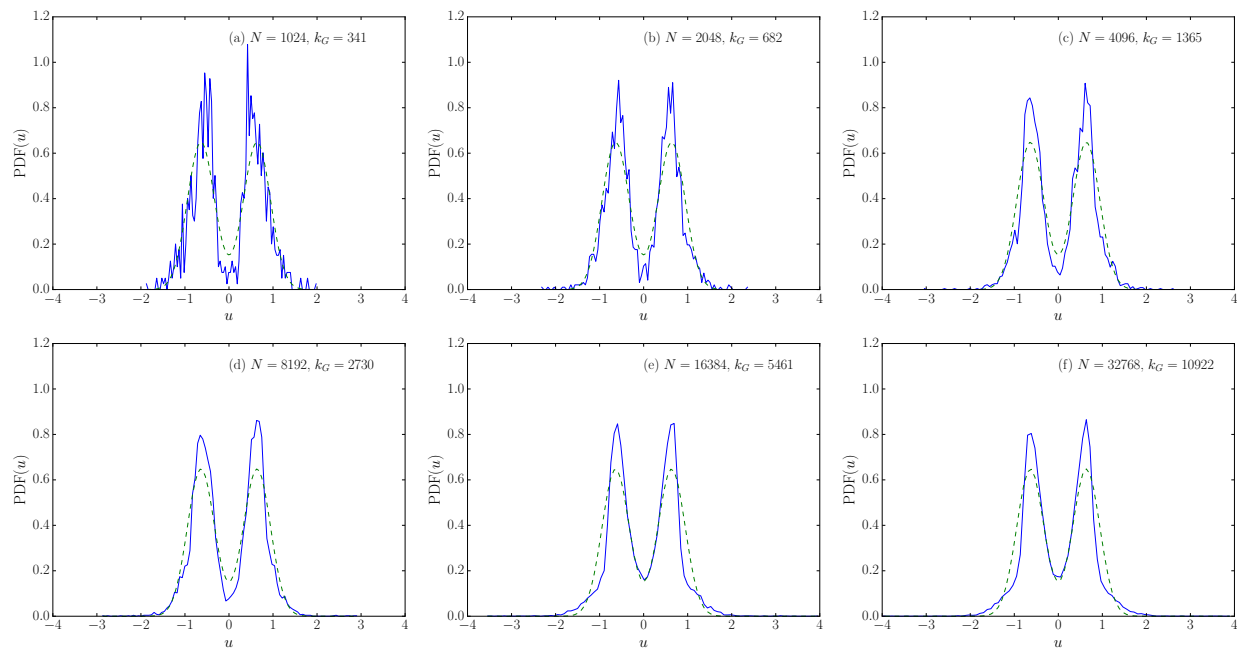 1.2
(a) N = 1024, k_G = 341
1.0
0.8
PDF(u)
0.6
0.4
0.2
0.0
−4 −3 −2 −1 0 1 2 3 4
u
1.2
(b) N = 2048, k_G = 682
1.0
0.8
PDF(u)
0.6
0.4
0.2
0.0
−4 −3 −2 −1 0 1 2 3 4
u
1.2
(c) N = 4096, k_G = 1365
1.0
0.8
PDF(u)
0.6
0.4
0.2
0.0
−4 −3 −2 −1 0 1 2 3 4
u
1.2
(d) N = 8192, k_G = 2730
1.0
0.8
PDF(u)
0.6
0.4
0.2
0.0
−4 −3 −2 −1 0 1 2 3 4
u
1.2
(e) N = 16384, k_G = 5461
1.0
0.8
PDF(u)
0.6
0.4
0.2
0.0
−4 −3 −2 −1 0 1 2 3 4
u
1.2
(f) N = 32768, k_G = 10922
1.0
0.8
PDF(u)
0.6
0.4
0.2
0.0
−4 −3 −2 −1 0 1 2 3 4
u